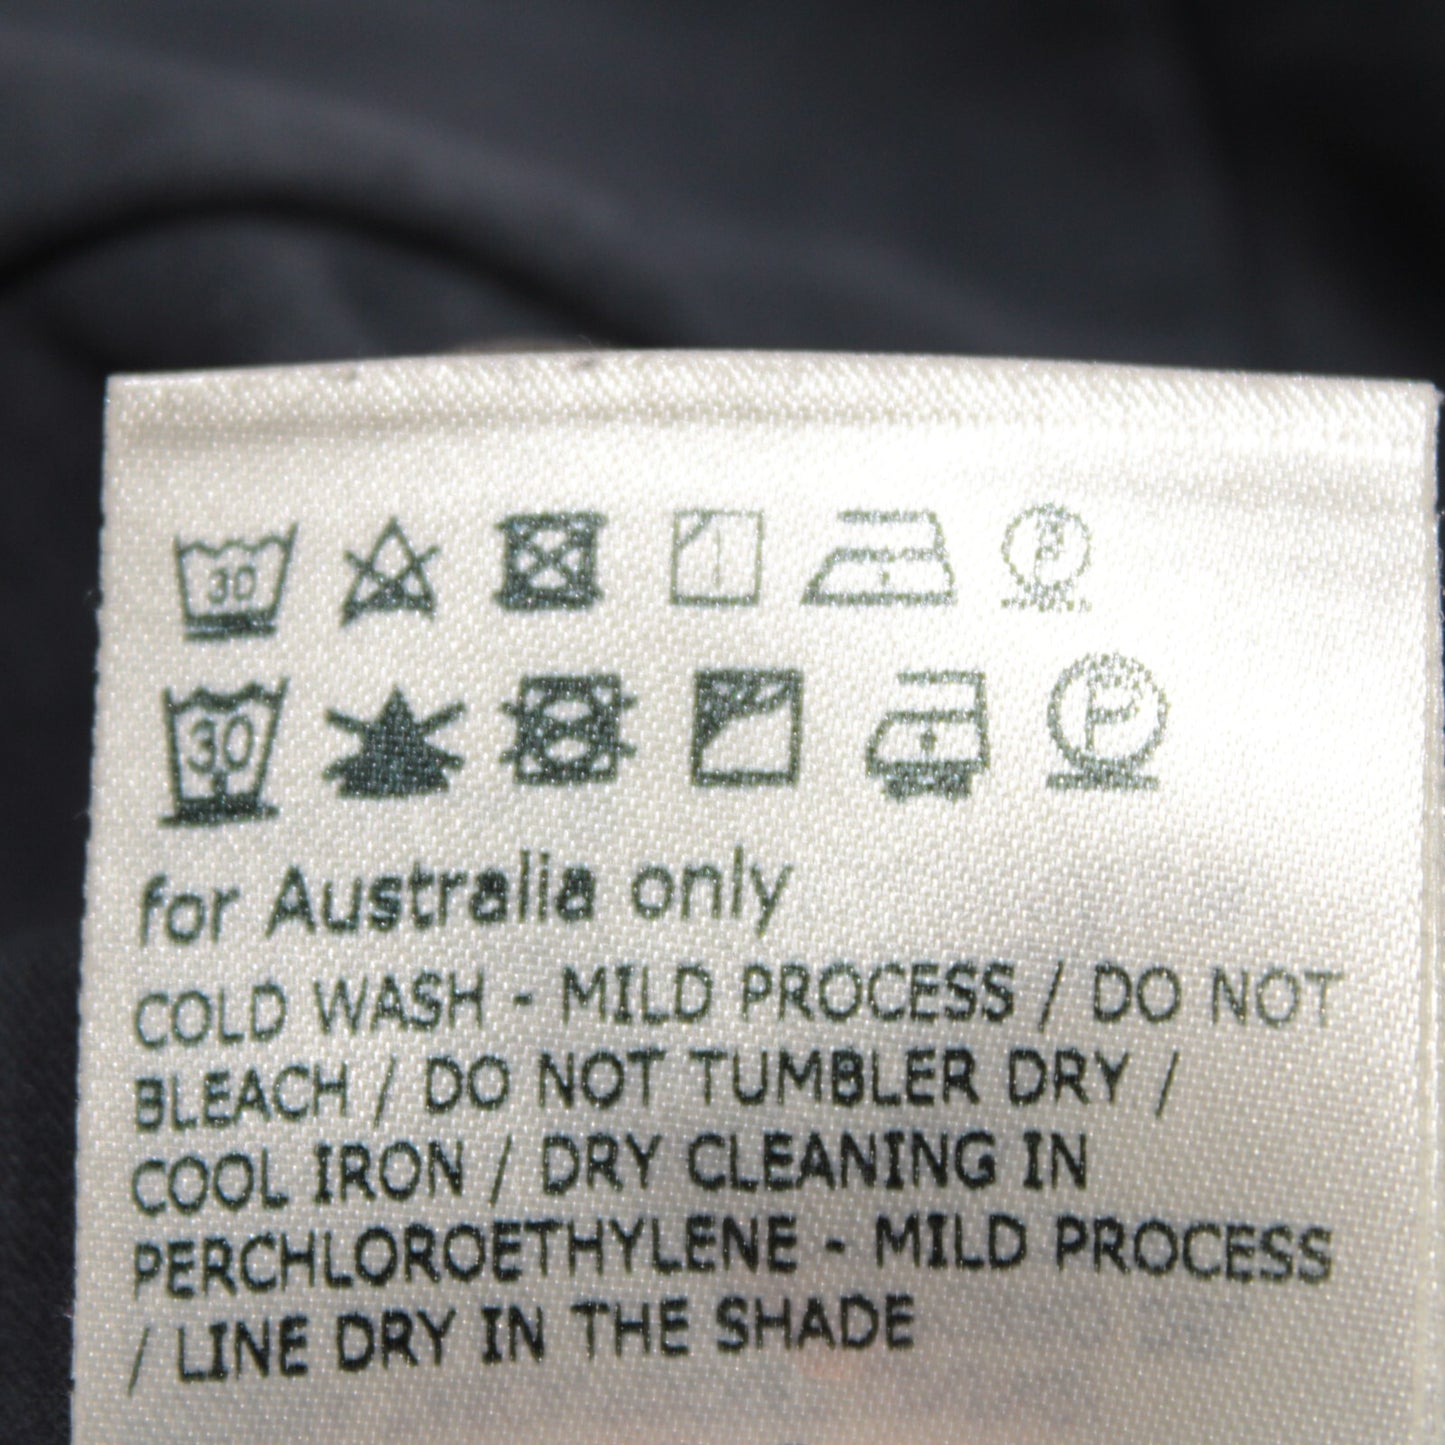 30 P
30 P
for Australia only
COLD WASH - MILD PROCESS / DO NOT
BLEACH / DO NOT TUMBLER DRY /
COOL IRON / DRY CLEANING IN
PERCHLOROETHYLENE - MILD PROCESS
/ LINE DRY IN THE SHADE